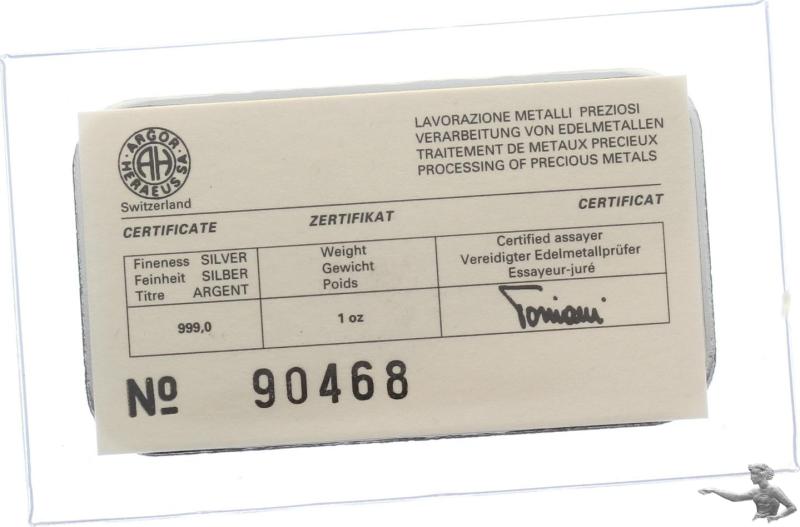 ARGOR
AH
HERAEUS SA
Switzerland
LAVORAZIONE METALLI PREZIOSI
VERARBEITUNG VON EDELMETALLEN
TRAITEMENT DE METAUX PRECIEUX
PROCESSING OF PRECIOUS METALS
CERTIFICATE ZERTIFIKAT CERTIFICAT
Fineness SILVER
Feinheit SILBER
Titre ARGENT
Weight
Gewicht
Poids
Certified assayer
Vereidigter Edelmetallprüfer
Essayeur-juré
999,0
1 oz
Toniani
Nº 90468